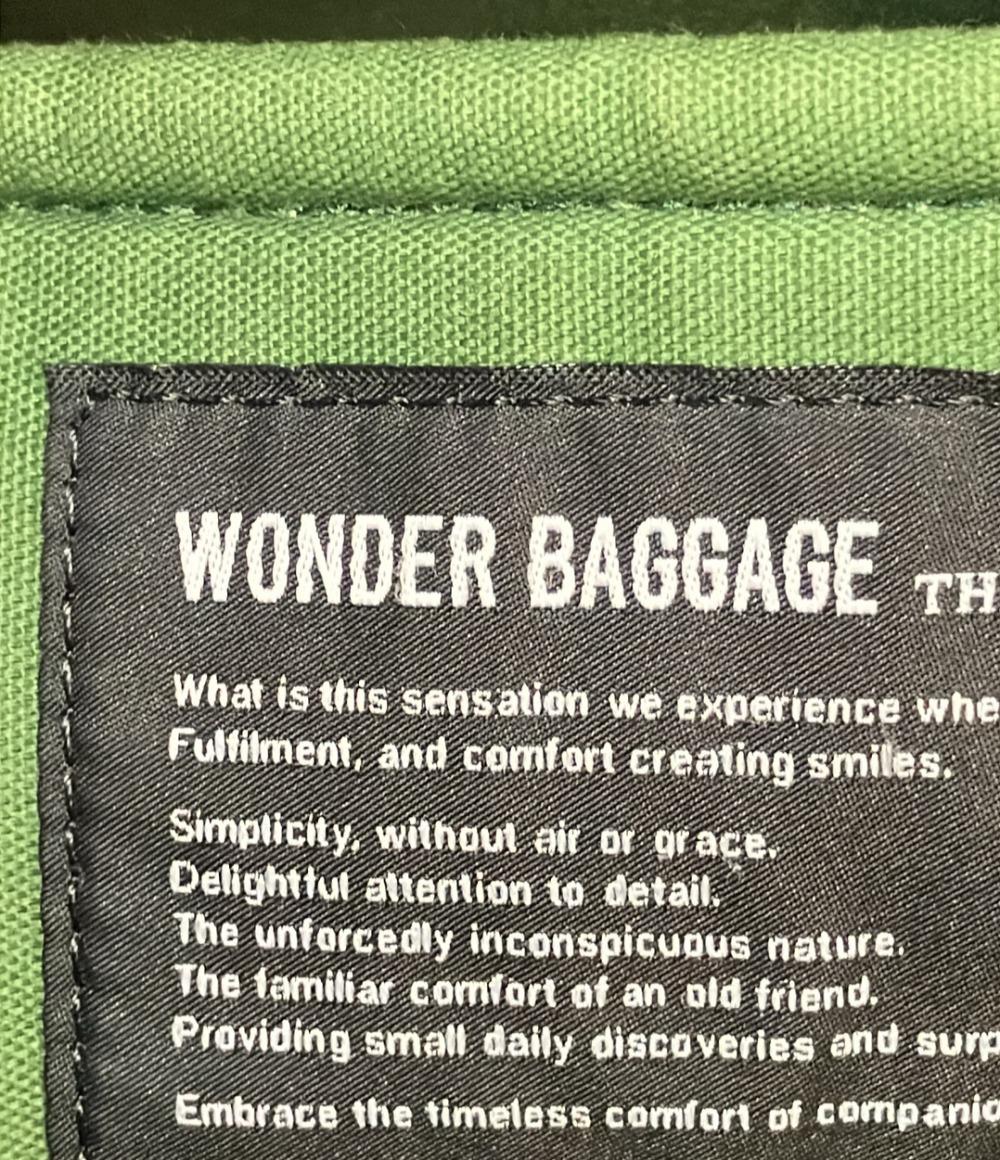 WONDER BAGGAGE TH
What is this sensation we experience whe
Fulfilment, and comfort creating smiles.
Simplicity, without air or grace.
Delightful attention to detail.
The unforcedly inconspicuous nature.
The familiar comfort of an old friend.
Providing small daily discoveries and surp
Embrace the timeless comfort of companio